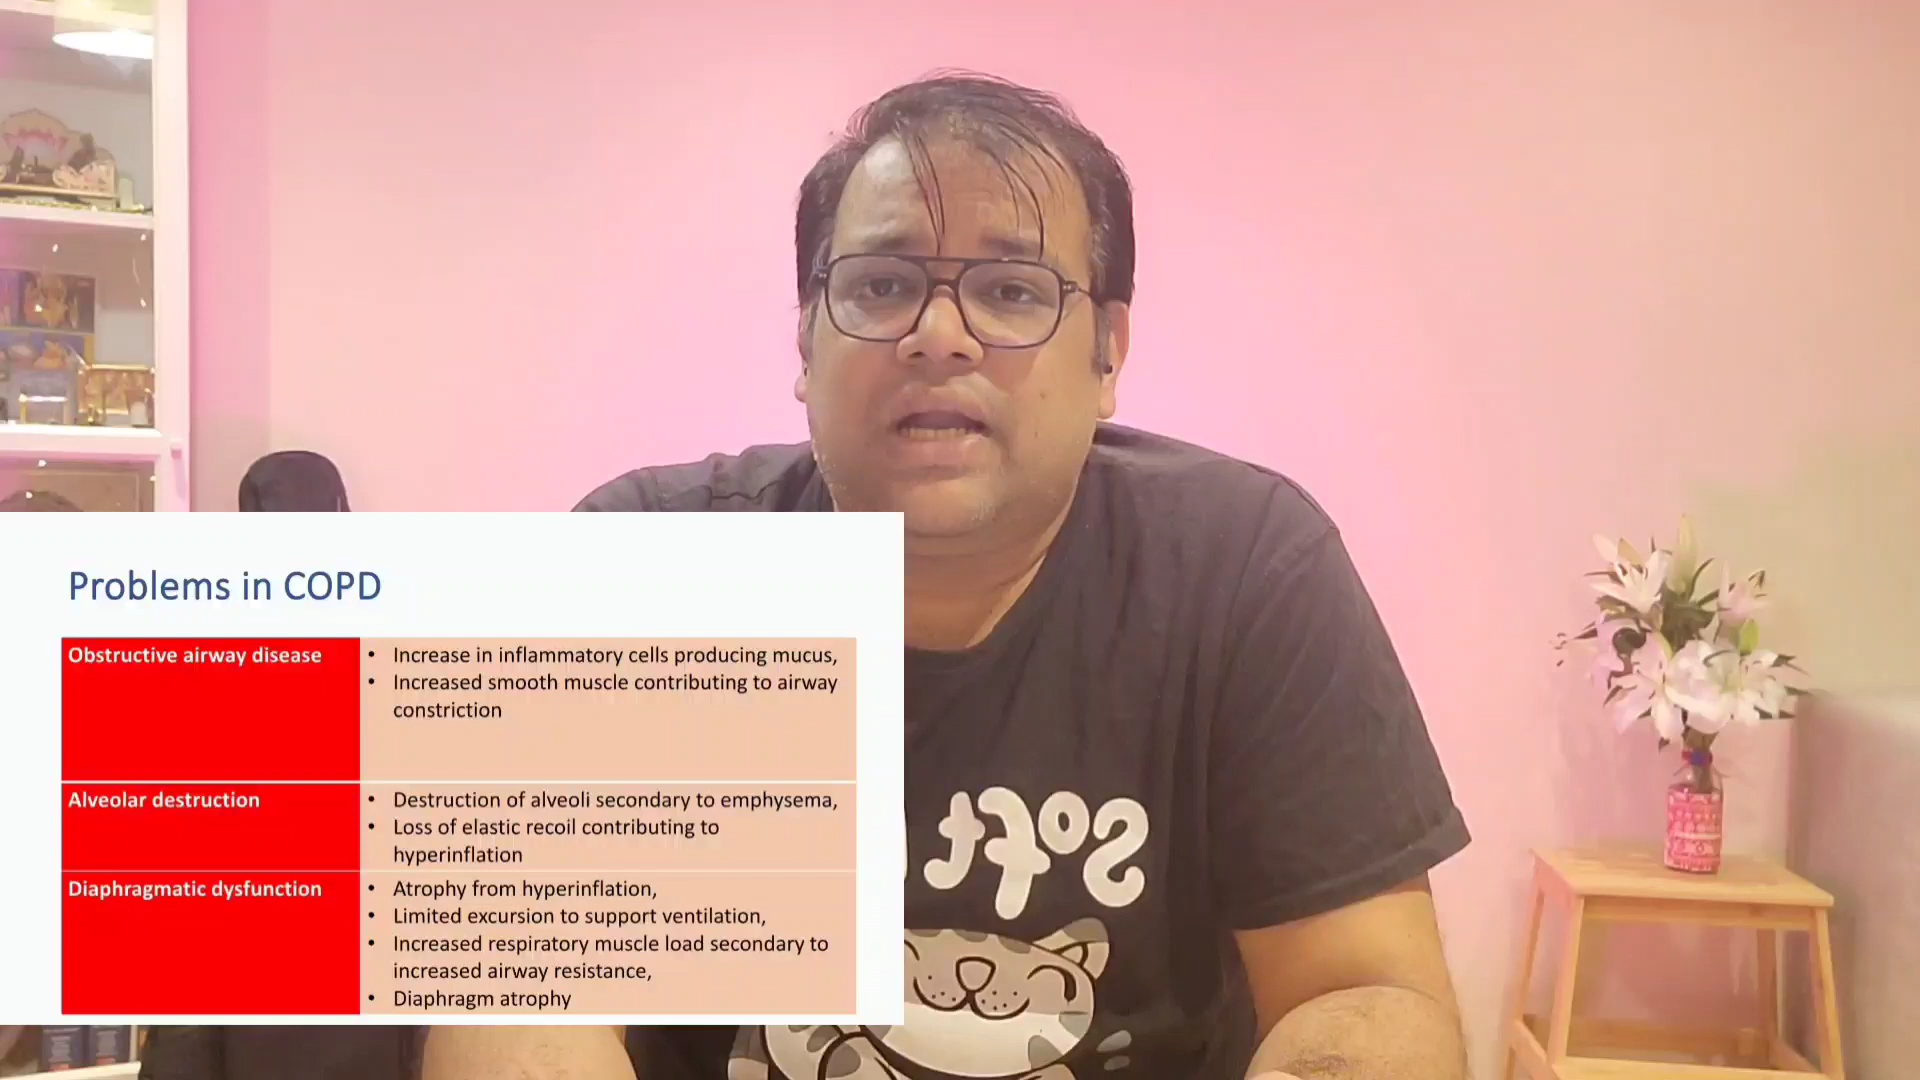 Problems in COPD
Obstructive airway disease
• Increase in inflammatory cells producing mucus,
• Increased smooth muscle contributing to airway
constriction
Alveolar destruction
• Destruction of alveoli secondary to emphysema,
• Loss of elastic recoil contributing to
hyperinflation
Diaphragmatic dysfunction
• Atrophy from hyperinflation,
• Limited excursion to support ventilation,
• Increased respiratory muscle load secondary to
increased airway resistance,
• Diaphragm atrophy
Soft